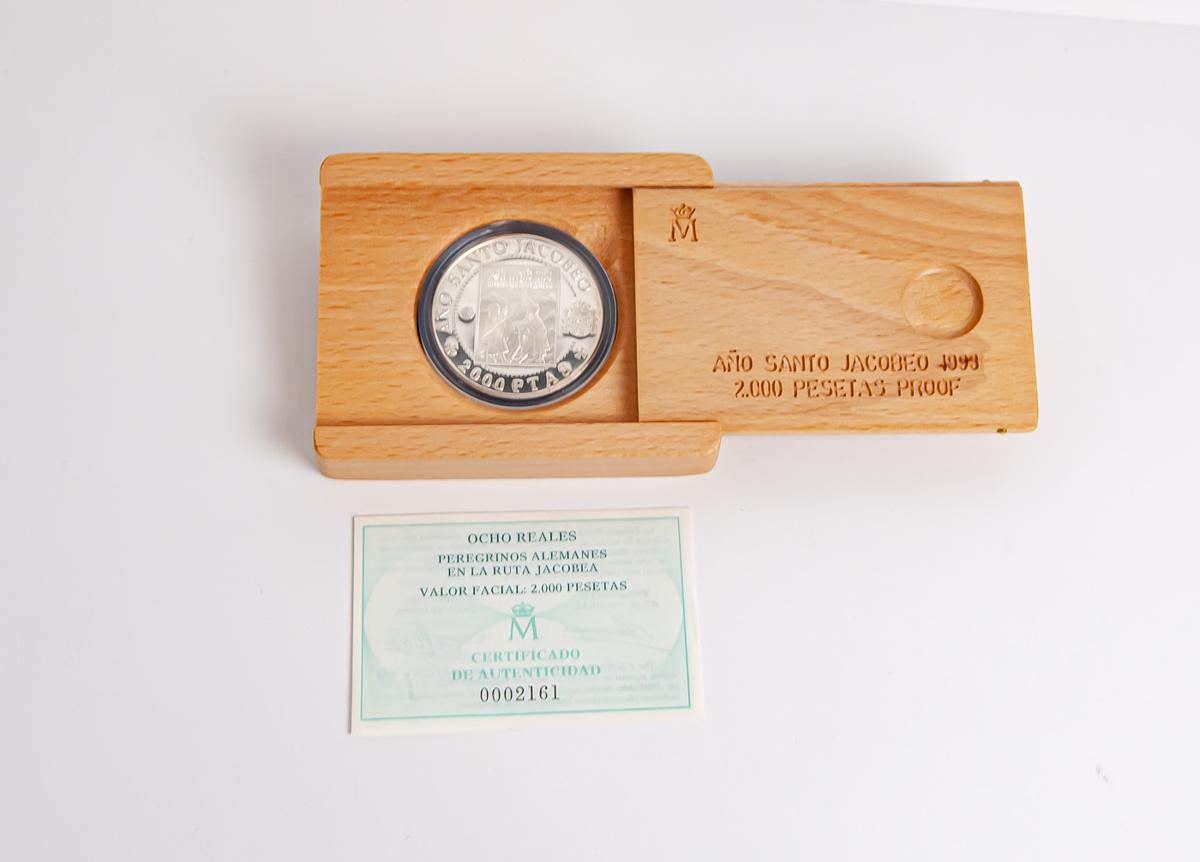 AÑO SANTO JACOBEO
2000 PTAS
M
AÑO SANTO JACOBEO 1993
2.000 PESETAS PROOF
OCHO REALES
PEREGRINOS ALEMANES
EN LA RUTA JACOBEA
VALOR FACIAL: 2.000 PESETAS
M
CERTIFICADO
DE AUTENTICIDAD
0002161